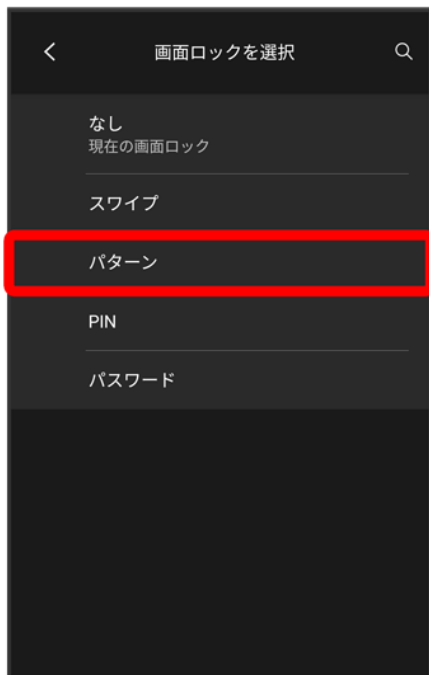 画面ロックを選択
なし
現在の画面ロック
スワイプ
パターン
PIN
パスワード